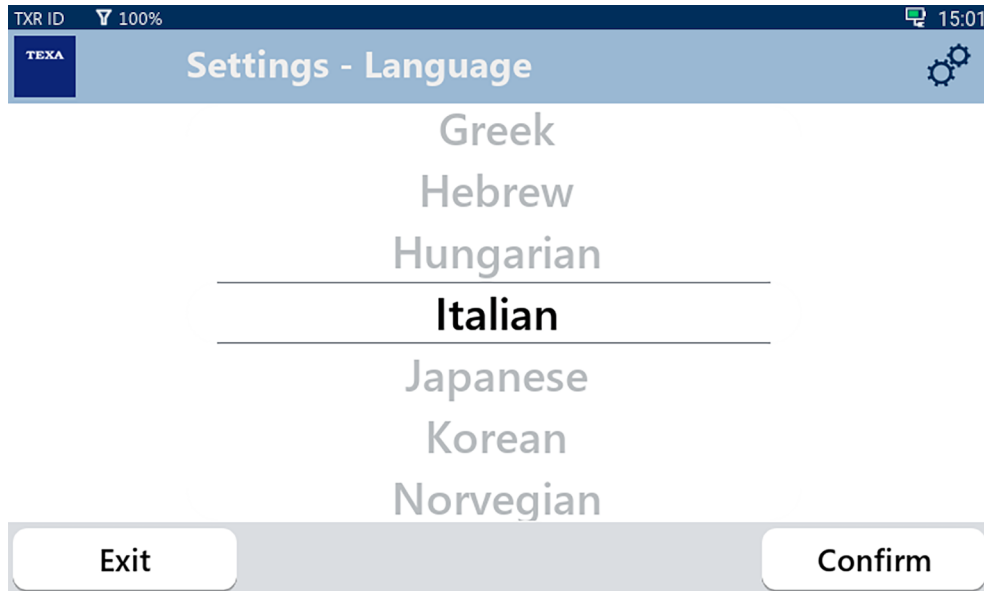 TXR ID 100% 15:01
TEXA
Settings - Language
Greek
Hebrew
Hungarian
Italian
Japanese
Korean
Norvegian
Exit Confirm